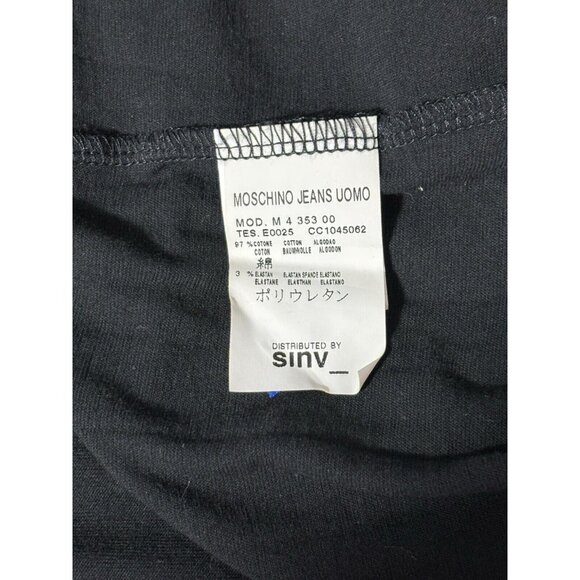 MOSCHINO JEANS UOMO
MOD. M 4 353 00
TES. E0025 CC1045062
97 % COTONE COTTON ALGODAO
COTON BAUMWOLLE ALGODON
綿
3 % ELASTAN ELASTAN SPANDE ELASTANO
ELASTANE ELASTHAN ELASTANO
ポリウレタン
DISTRIBUTED BY
SINV